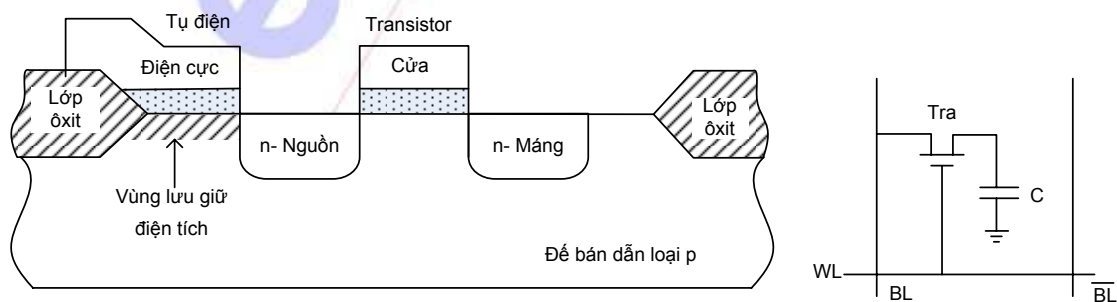 Tụ điện
Transistor
Điện cực
Cửa
Lớp
ôxit
n- Nguồn
n- Máng
Lớp
ôxit
Vùng lưu giữ
điện tích
Đế bán dẫn loại p
Tra
C
WL
BL
B̅L̅